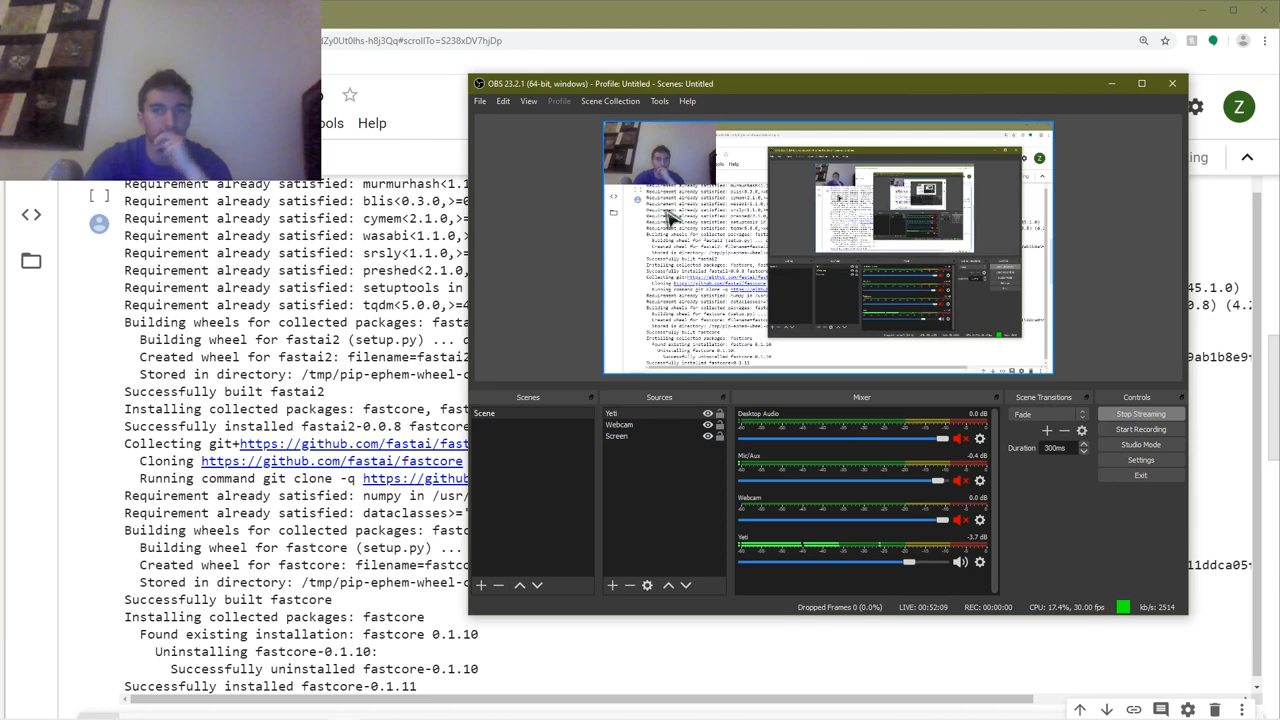 dZy0Ut0lhs-h8j3Qq#scrollTo=S238xDV7hjDp
ools Help
Z
ing
Requirement already satisfied: murmurhash<1.1
Requirement already satisfied: blis<0.3.0,>=0
Requirement already satisfied: cymem<2.1.0,>=
Requirement already satisfied: wasabi<1.1.0,>
Requirement already satisfied: srsly<1.1.0,>=
Requirement already satisfied: preshed<2.1.0,
Requirement already satisfied: setuptools in
Requirement already satisfied: tqdm<5.0.0,>=4
45.1.0)
0.8) (4.2
Building wheels for collected packages: fasta
Building wheel for fastai2 (setup.py) ... d
Created wheel for fastai2: filename=fastai2
9ab1b8e9
Stored in directory: /tmp/pip-ephem-wheel-c
Successfully built fastai2
Installing collected packages: fastcore, fast
Successfully installed fastai2-0.0.8 fastcore
Collecting git+https://github.com/fastai/fast
Cloning https://github.com/fastai/fastcore
Running command git clone -q https://github
Requirement already satisfied: numpy in /usr/
Requirement already satisfied: dataclasses>='
Building wheels for collected packages: fastc
Building wheel for fastcore (setup.py) ...
Created wheel for fastcore: filename=fastco
11ddca05
Stored in directory: /tmp/pip-ephem-wheel-c
Successfully built fastcore
Installing collected packages: fastcore
Found existing installation: fastcore 0.1.10
Uninstalling fastcore-0.1.10:
Successfully uninstalled fastcore-0.1.10
Successfully installed fastcore-0.1.11
OBS 23.2.1 (64-bit, windows) - Profile: Untitled - Scenes: Untitled
File Edit View Profile Scene Collection Tools Help
Scenes
Scene
Sources
Yeti
Webcam
Screen
Mixer
Desktop Audio 0.0 dB
Mic/Aux -0.4 dB
Webcam 0.0 dB
Yeti -3.7 dB
Scene Transitions
Fade
Duration 300ms
Controls
Stop Streaming
Start Recording
Studio Mode
Settings
Exit
Dropped Frames 0 (0.0%) LIVE: 00:52:09 REC: 00:00:00 CPU: 17.4%, 30.00 fps kb/s: 2514